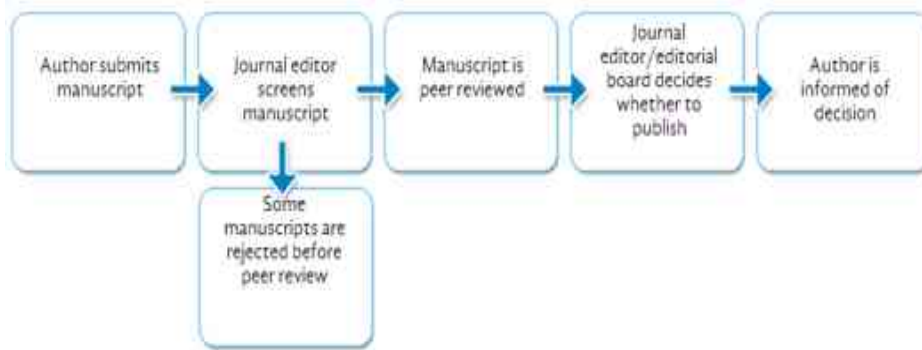 Author submits
manuscript
Journal editor
screens
manuscript
Manuscript is
peer reviewed
Journal
editor/editorial
board decides
whether to
publish
Author is
informed of
decision
Some
manuscripts are
rejected before
peer review